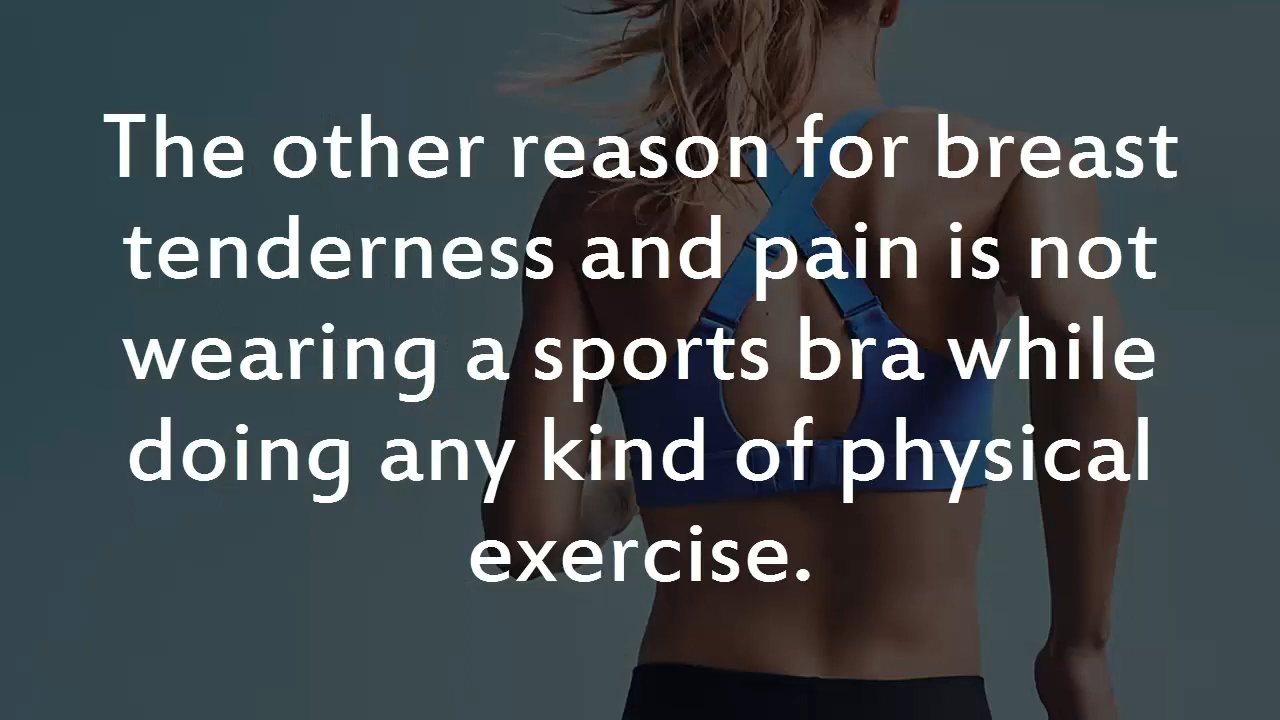 The other reason for breast
tenderness and pain is not
wearing a sports bra while
doing any kind of physical
exercise.